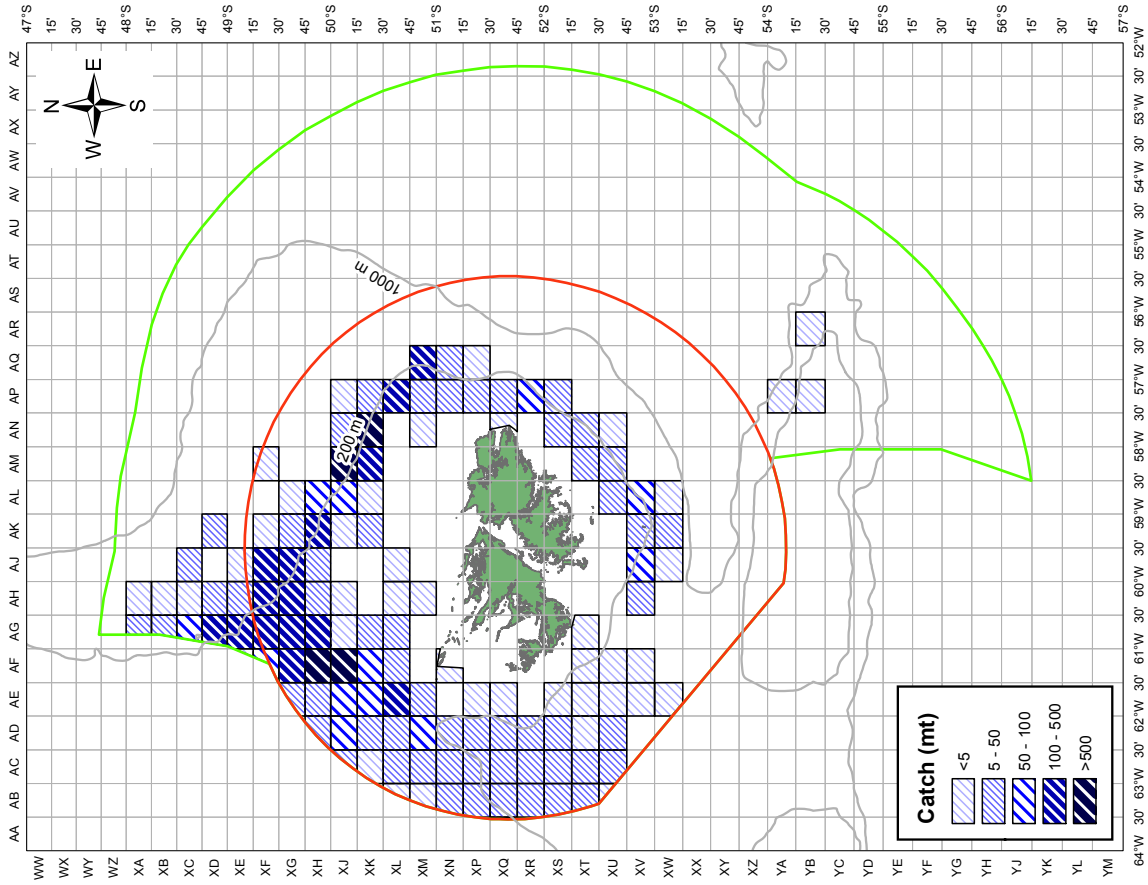 AA AB AC AD AE AF AG AH AJ AK AL AM AN AP AQ AR AS AT AU AV AW AX AY AZ
WW
WX
WY
WZ
XA
XB
XC
XD
XE
XF
XG
XH
XJ
XK
XL
XM
XN
XP
XQ
XR
XS
XT
XU
XV
XW
XX
XY
XZ
YA
YB
YC
YD
YE
YF
YG
YH
YJ
YK
YL
YM
N
W E
S
1000 m
200 m
Catch (mt)
<5
5 - 50
50 - 100
100 - 500
>500
47°S
15'
30'
45'
48°S
15'
30'
45'
49°S
15'
30'
45'
50°S
15'
30'
45'
51°S
15'
30'
45'
52°S
15'
30'
45'
53°S
15'
30'
45'
54°S
15'
30'
45'
55°S
15'
30'
45'
56°S
15'
30'
45'
57°S
64°W 30' 63°W 30' 62°W 30' 61°W 30' 60°W 30' 59°W 30' 58°W 30' 57°W 30' 56°W 30' 55°W 30' 54°W 30' 53°W 30' 52°W